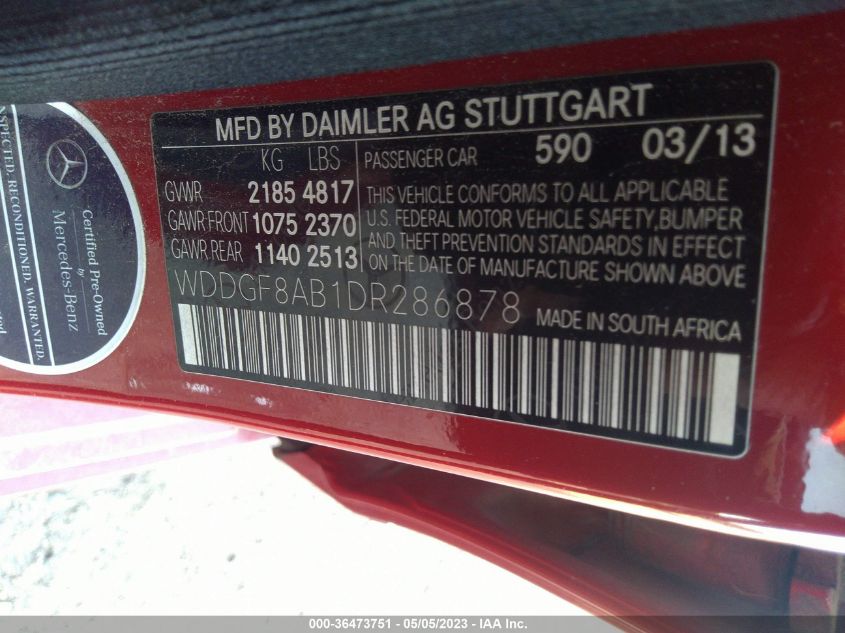 MFD BY DAIMLER AG STUTTGART
KG LBS
GVWR 2185 4817
GAWR FRONT 1075 2370
GAWR REAR 1140 2513
PASSENGER CAR 590 03/13
THIS VEHICLE CONFORMS TO ALL APPLICABLE
U.S. FEDERAL MOTOR VEHICLE SAFETY, BUMPER
AND THEFT PREVENTION STANDARDS IN EFFECT
ON THE DATE OF MANUFACTURE SHOWN ABOVE
WDDGF8AB1DR286878 MADE IN SOUTH AFRICA
RECONDITIONED. WARRANTED.
Certified Pre-Owned
by
Mercedes-Benz
000-36473751 - 05/05/2023 - IAA Inc.